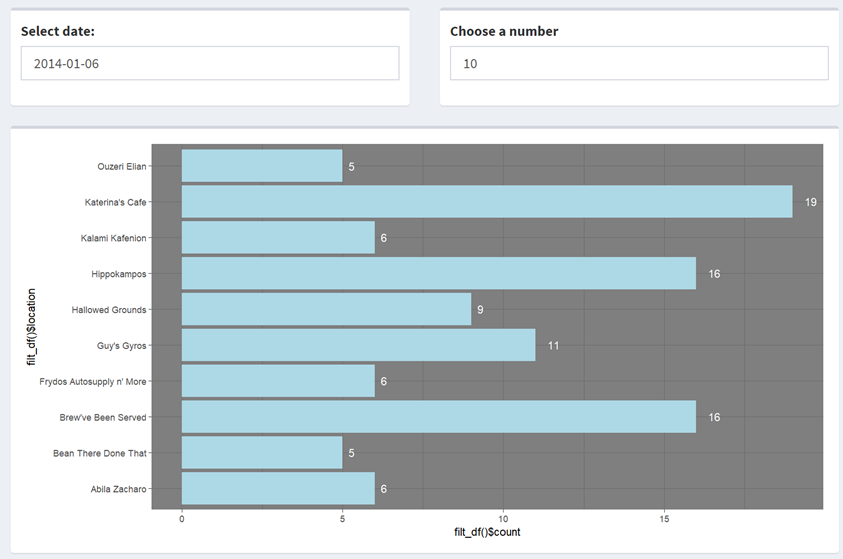 Select date:
Choose a number
2014-01-06
10
Ouzeri Elian
5
Katerina's Cafe
19
Kalami Kafenion
6
Hippokampos
16
Hallowed Grounds
9
Guy's Gyros
11
Frydos Autosupply n' More
6
Brew've Been Served
16
Bean There Done That
5
Abila Zacharo
6
filt_df()$location
0 5 10 15
filt_df()$count